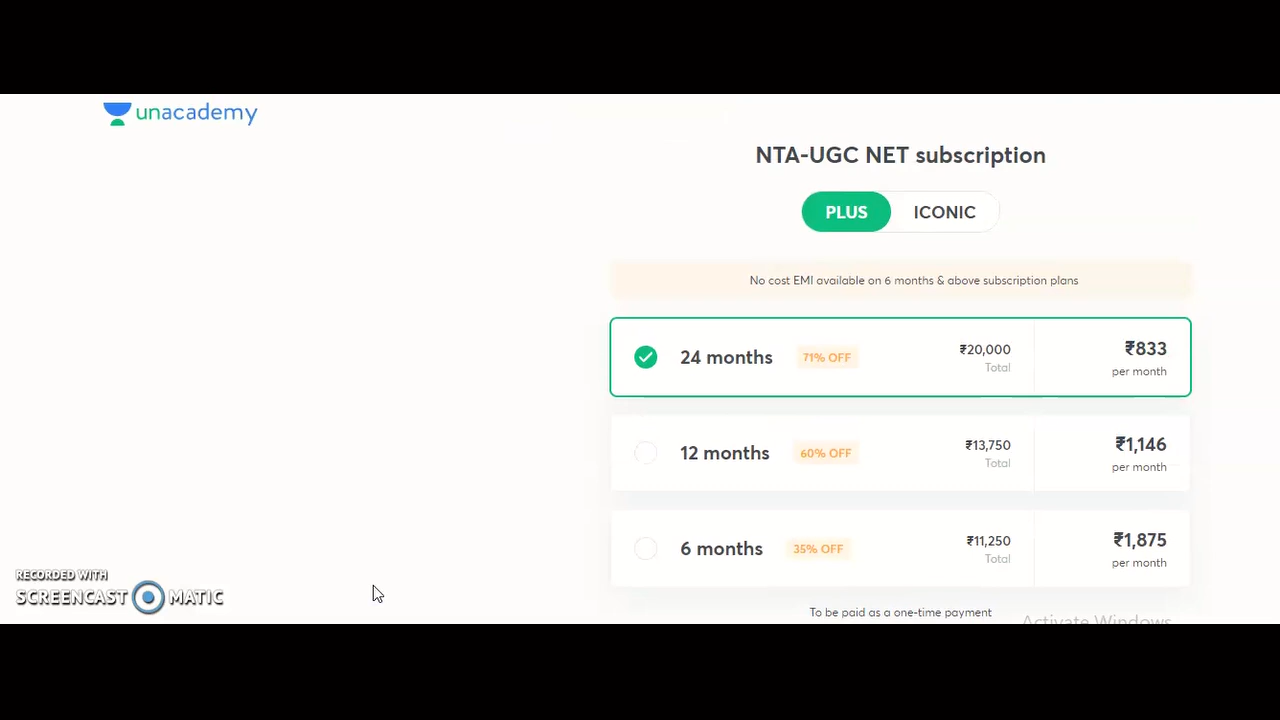 unacademy
NTA-UGC NET subscription
PLUS ICONIC
No cost EMI available on 6 months & above subscription plans
24 months 71% OFF ₹20,000 Total ₹833 per month
12 months 60% OFF ₹13,750 Total ₹1,146 per month
6 months 35% OFF ₹11,250 Total ₹1,875 per month
To be paid as a one-time payment
Activate Windows
RECORDED WITH
SCREENCAST MATIC